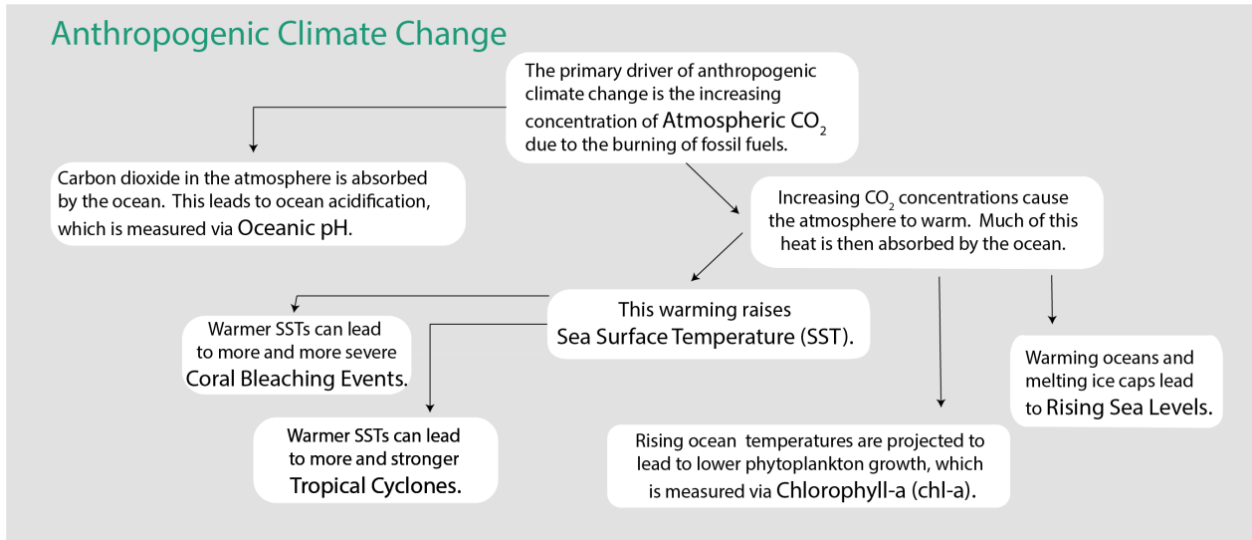 Anthropogenic Climate Change
The primary driver of anthropogenic
climate change is the increasing
concentration of Atmospheric CO₂
due to the burning of fossil fuels.
Carbon dioxide in the atmosphere is absorbed
by the ocean. This leads to ocean acidification,
which is measured via Oceanic pH.
Increasing CO₂ concentrations cause
the atmosphere to warm. Much of this
heat is then absorbed by the ocean.
This warming raises
Sea Surface Temperature (SST).
Warmer SSTs can lead
to more and more severe
Coral Bleaching Events.
Warming oceans and
melting ice caps lead
to Rising Sea Levels.
Warmer SSTs can lead
to more and stronger
Tropical Cyclones.
Rising ocean temperatures are projected to
lead to lower phytoplankton growth, which
is measured via Chlorophyll-a (chl-a).